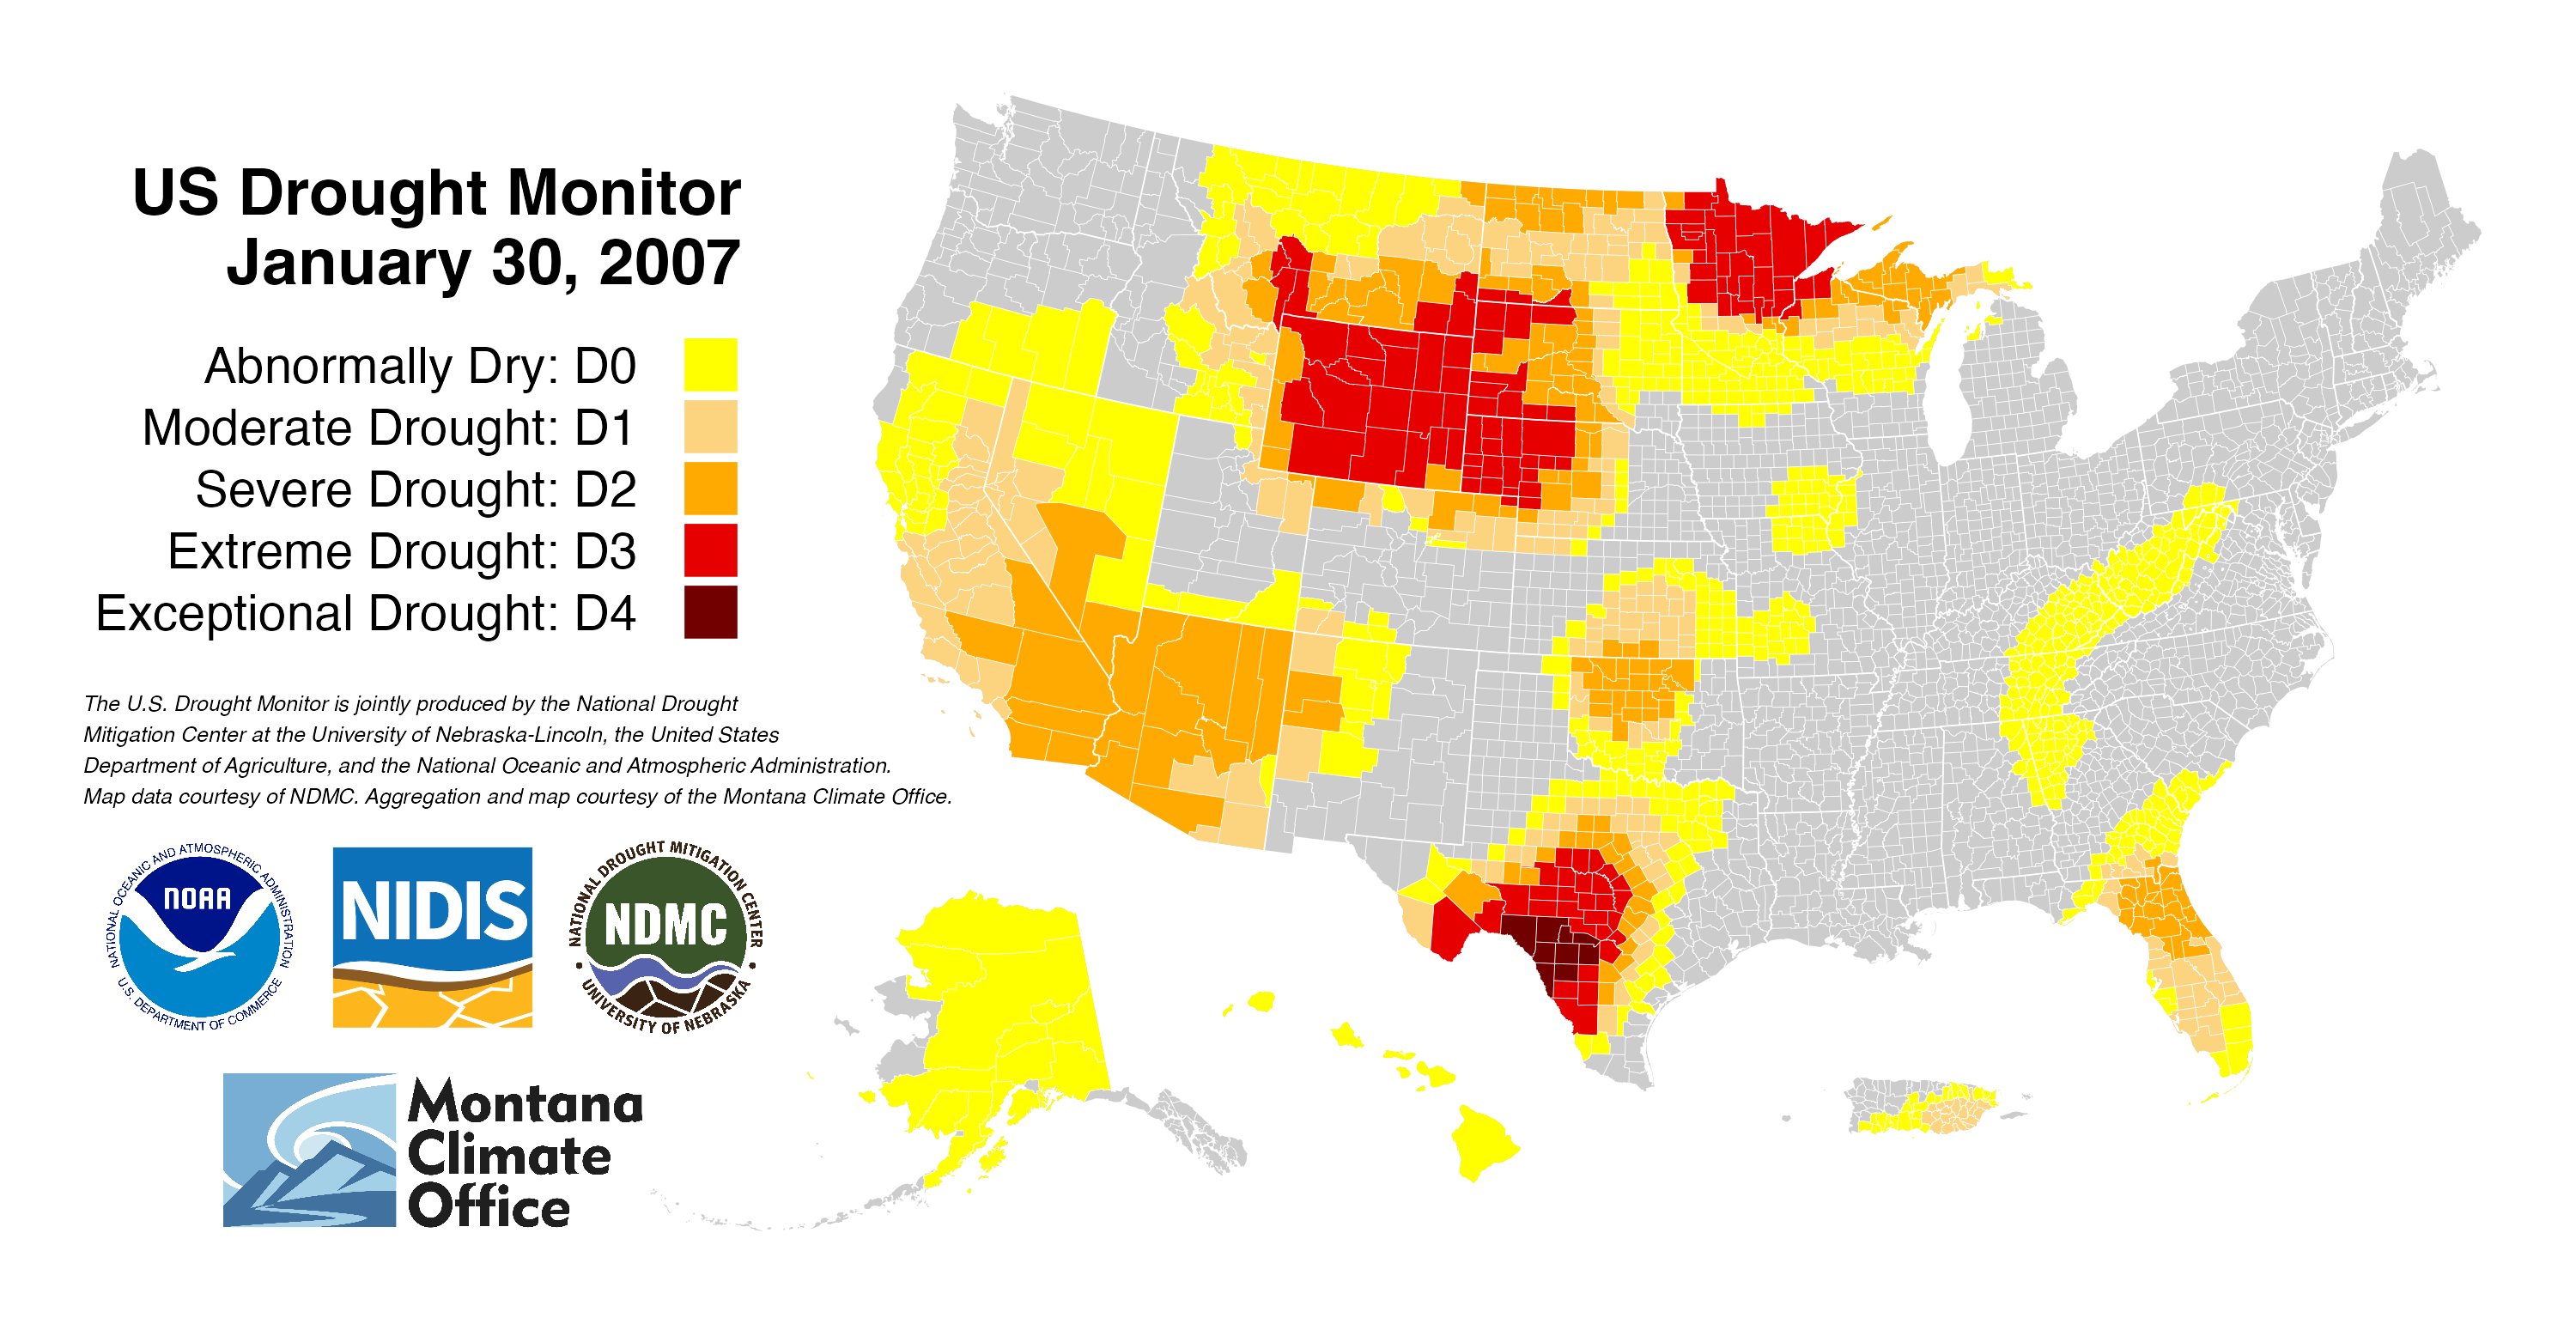 US Drought Monitor
January 30, 2007
Abnormally Dry: D0
Moderate Drought: D1
Severe Drought: D2
Extreme Drought: D3
Exceptional Drought: D4
The U.S. Drought Monitor is jointly produced by the National Drought
Mitigation Center at the University of Nebraska-Lincoln, the United States
Department of Agriculture, and the National Oceanic and Atmospheric Administration.
Map data courtesy of NDMC. Aggregation and map courtesy of the Montana Climate Office.
NATIONAL OCEANIC AND ATMOSPHERIC ADMINISTRATION
NOAA
U.S. DEPARTMENT OF COMMERCE
NIDIS
NATIONAL DROUGHT MITIGATION CENTER
NDMC
UNIVERSITY OF NEBRASKA
Montana
Climate
Office